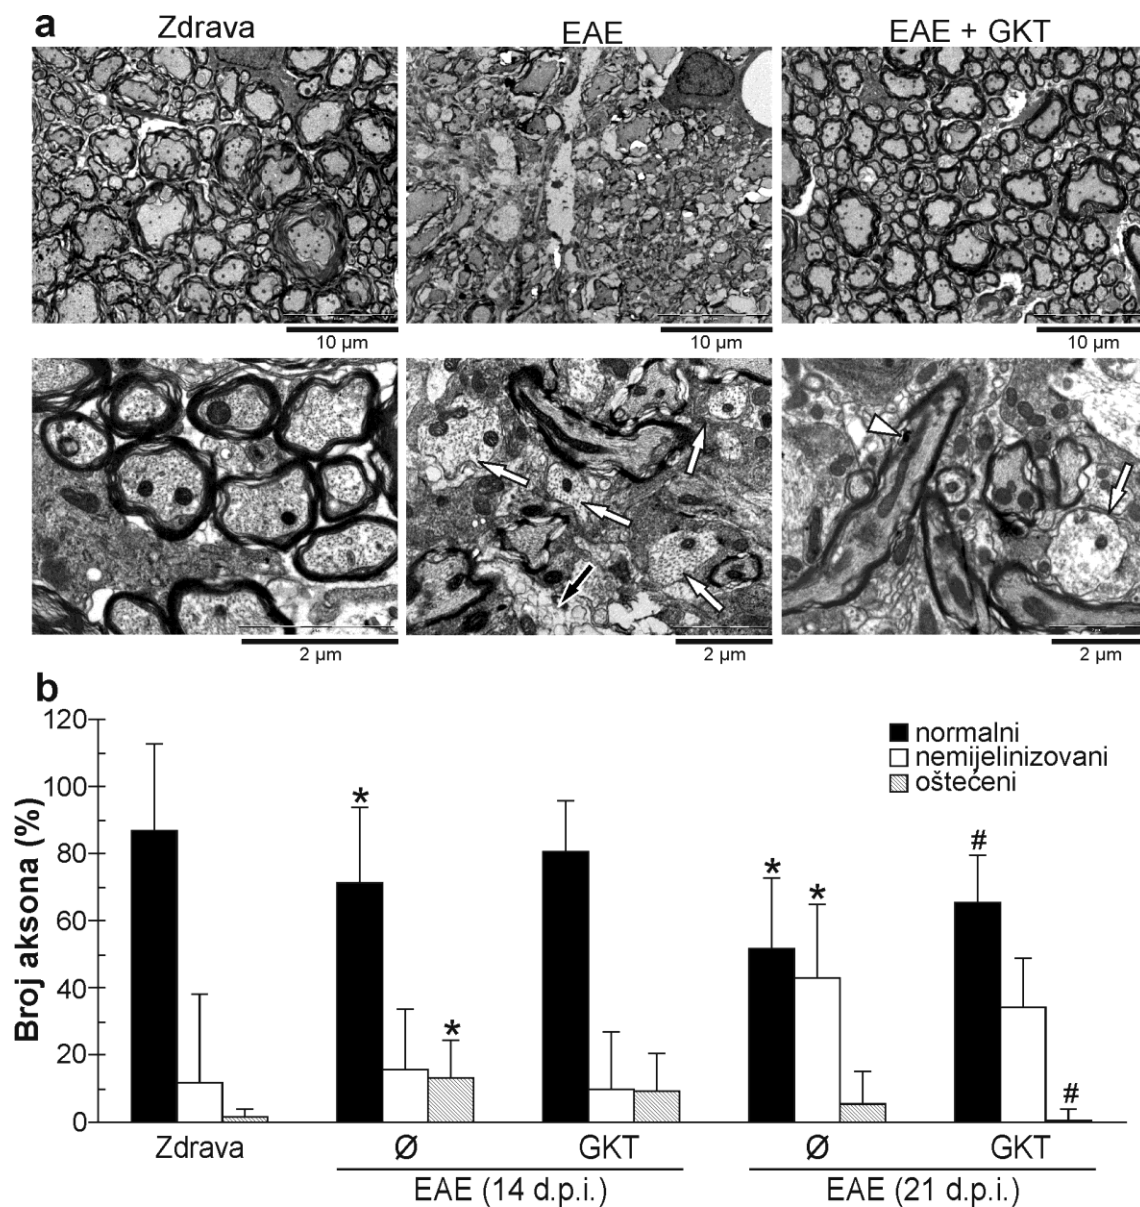 a
Zdrava
EAE
EAE + GKT
10 µm
10 µm
10 µm
2 µm
2 µm
2 µm
b
Broj aksona (%)
120
100
80
60
40
20
0
normalni
nemijelinizovani
oštećeni
*
*
*
*
#
#
Zdrava
Ø
GKT
Ø
GKT
EAE (14 d.p.i.)
EAE (21 d.p.i.)